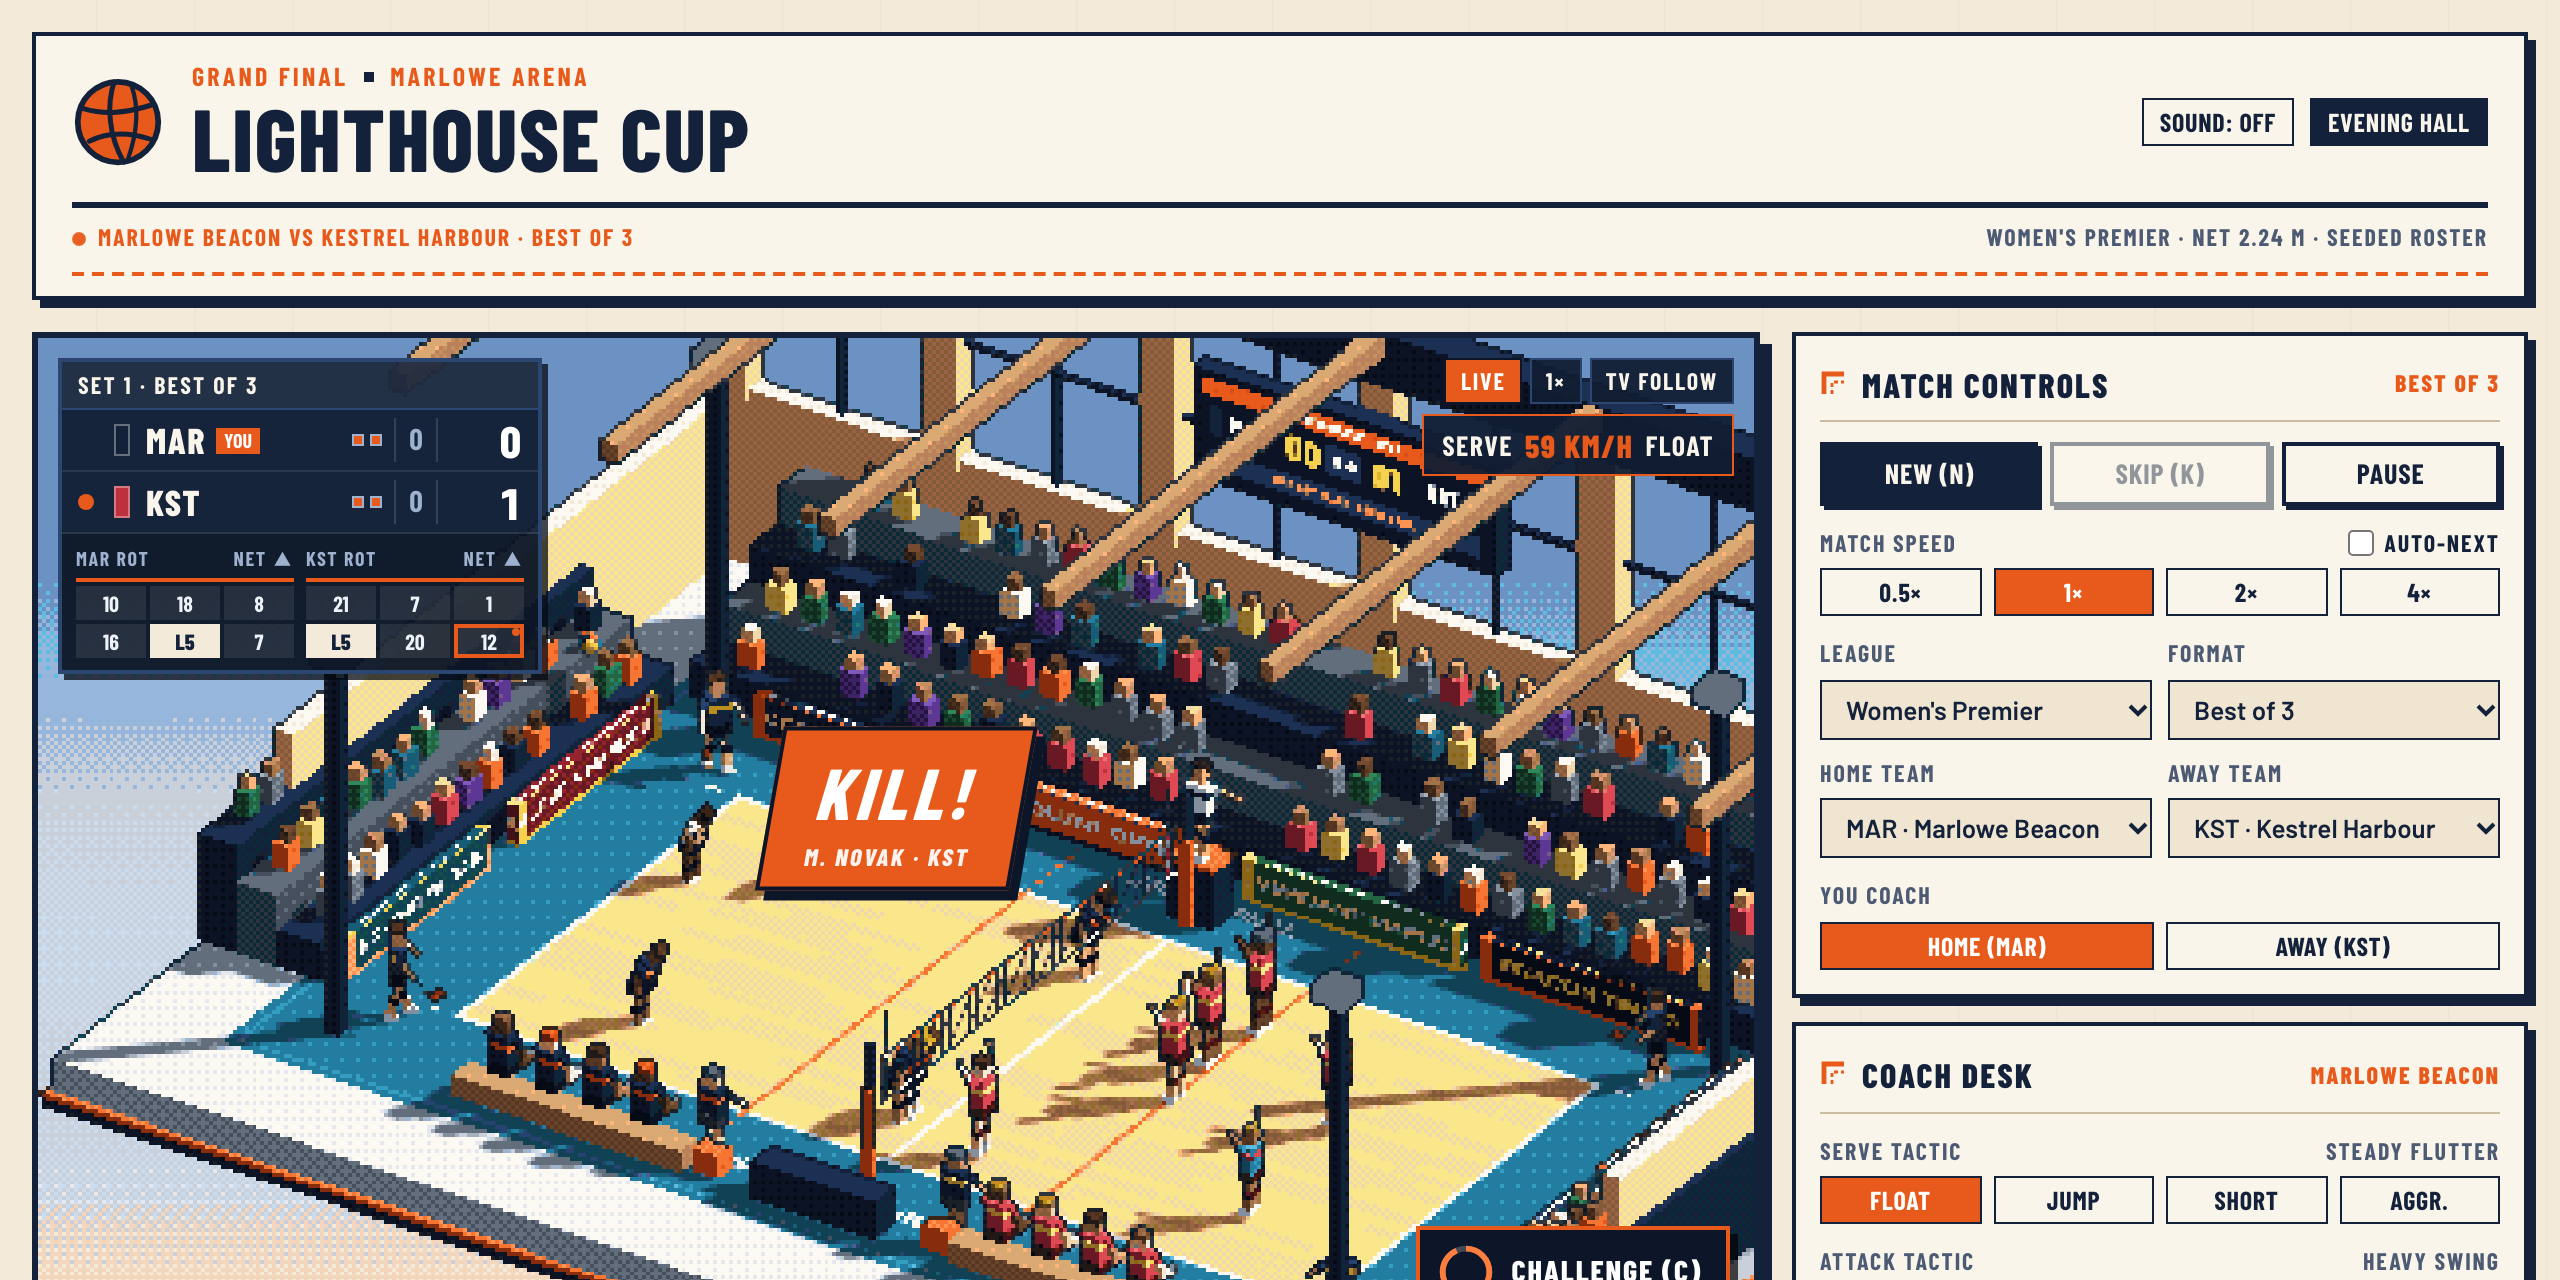 GRAND FINAL ▪ MARLOWE ARENA
LIGHTHOUSE CUP
SOUND: OFF
EVENING HALL
MARLOWE BEACON VS KESTREL HARBOUR · BEST OF 3
WOMEN'S PREMIER · NET 2.24 M · SEEDED ROSTER
SET 1 · BEST OF 3
MAR YOU 0 0
KST 0 1
MAR ROT NET ▲ KST ROT NET ▲
10 18 8 21 7 1
16 L5 7 L5 20 12
LIVE 1× TV FOLLOW
SERVE 59 KM/H FLOAT
KILL!
M. NOVAK · KST
CHALLENGE (C)
MATCH CONTROLS
BEST OF 3
NEW (N)
SKIP (K)
PAUSE
MATCH SPEED
AUTO-NEXT
0.5× 1× 2× 4×
LEAGUE
FORMAT
Women's Premier
Best of 3
HOME TEAM
AWAY TEAM
MAR · Marlowe Beacon
KST · Kestrel Harbour
YOU COACH
HOME (MAR)
AWAY (KST)
COACH DESK
MARLOWE BEACON
SERVE TACTIC
STEADY FLUTTER
FLOAT JUMP SHORT AGGR.
ATTACK TACTIC
HEAVY SWING